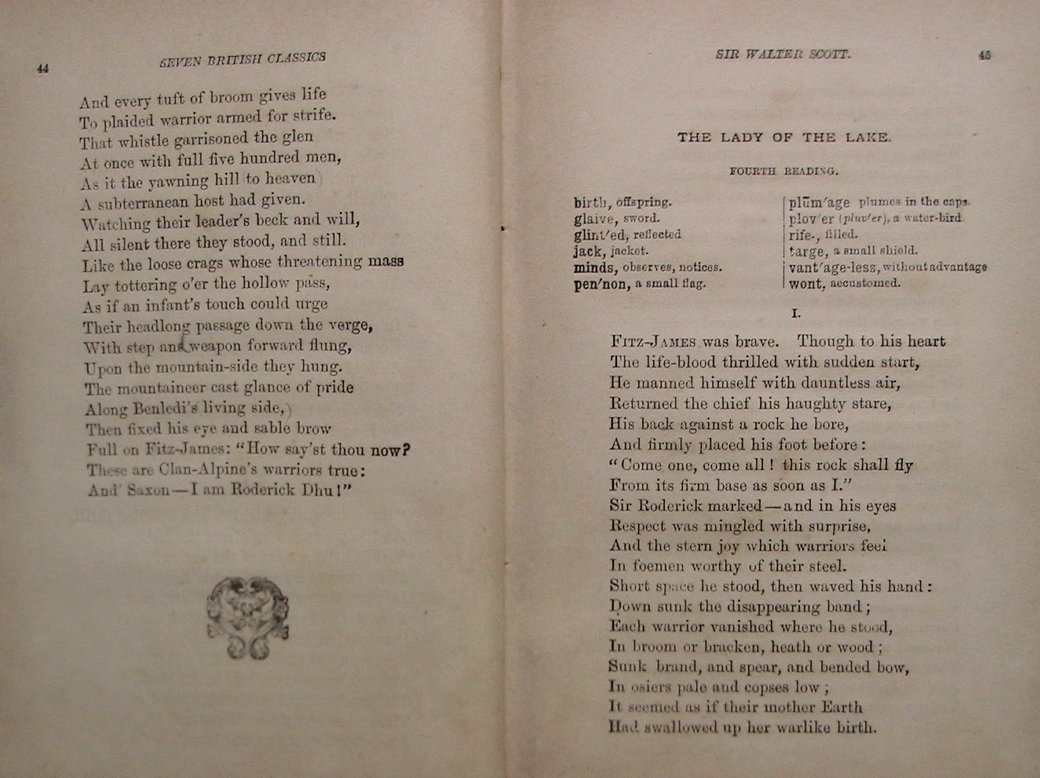 44
SEVEN BRITISH CLASSICS
And every tuft of broom gives life
To plaided warrior armed for strife.
That whistle garrisoned the glen
At once with full five hundred men,
As it the yawning hill to heaven
A subterranean host had given.
Watching their leader's beck and will,
All silent there they stood, and still.
Like the loose crags whose threatening mass
Lay tottering o'er the hollow pass,
As if an infant's touch could urge
Their headlong passage down the verge,
With step and weapon forward flung,
Upon the mountain-side they hung.
The mountaineer cast glance of pride
Along Benledi's living side,
Then fixed his eye and sable brow
Full on Fitz-James: "How say'st thou now?
These are Clan-Alpine's warriors true:
And Saxon—I am Roderick Dhu!"
SIR WALTER SCOTT.
45
THE LADY OF THE LAKE.
FOURTH READING.
birth, offspring.
glaive, sword.
glint'ed, reflected
jack, jacket.
minds, observes, notices.
pen'non, a small flag.
plūm'age plumes in the caps.
plov'er (pluv'er), a water-bird.
rife., filled.
targe, a small shield.
vant'age-less, without advantage
wont, accustomed.
I.
FITZ-JAMES was brave. Though to his heart
The life-blood thrilled with sudden start,
He manned himself with dauntless air,
Returned the chief his haughty stare,
His back against a rock he bore,
And firmly placed his foot before:
"Come one, come all! this rock shall fly
From its firm base as soon as I."
Sir Roderick marked—and in his eyes
Respect was mingled with surprise,
And the stern joy which warriors feel
In foemen worthy of their steel.
Short space he stood, then waved his hand:
Down sunk the disappearing band;
Each warrior vanished where he stood,
In broom or bracken, heath or wood;
Sunk brand, and spear, and bended bow,
In osiers pale and copses low;
It seemed as if their mother Earth
Had swallowed up her warlike birth.